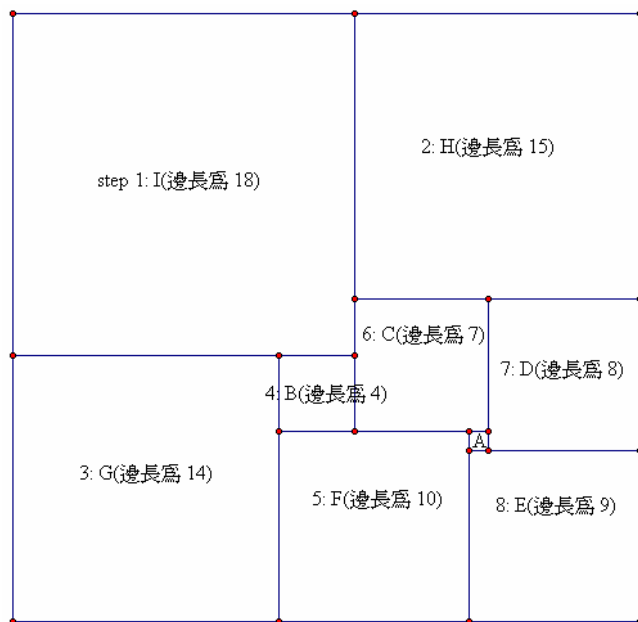 step 1: I(邊長爲 18)
2: H(邊長爲 15)
6: C(邊長爲 7)
7: D(邊長爲 8)
4: B(邊長爲 4)
A
3: G(邊長爲 14)
5: F(邊長爲 10)
8: E(邊長爲 9)